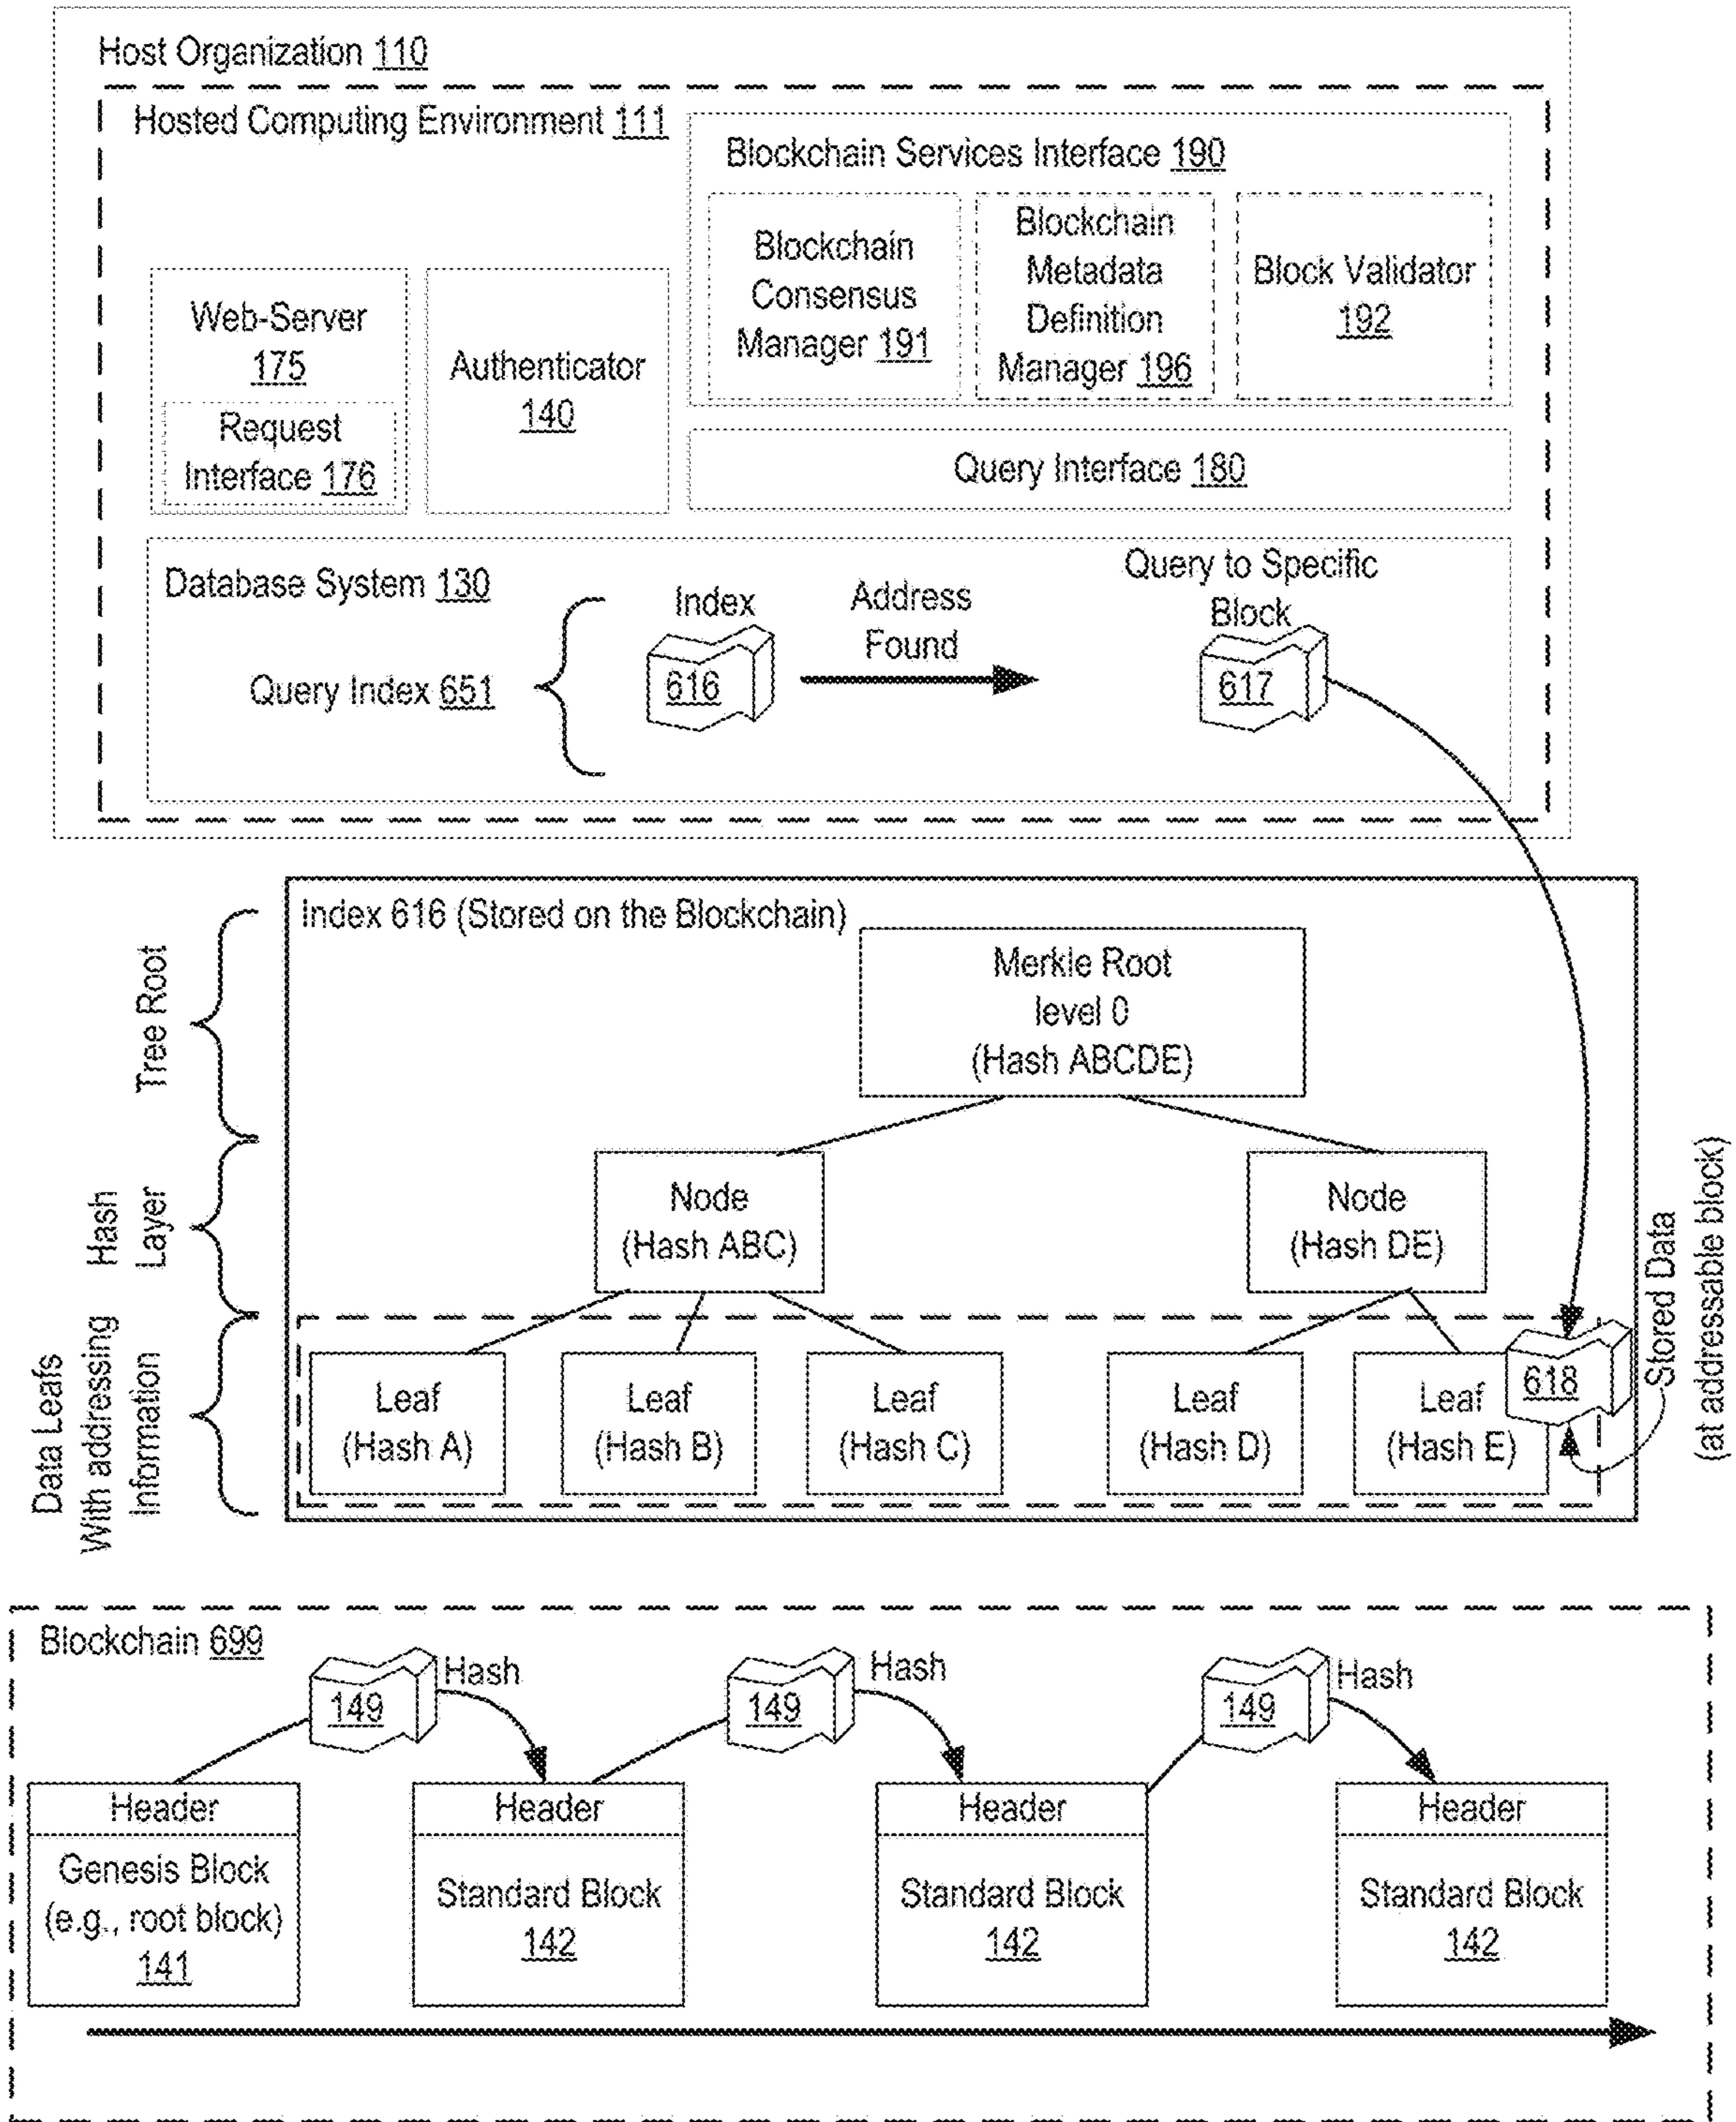 Host Organization 110
Hosted Computing Environment 111
Blockchain Services Interface 190
Blockchain
Consensus
Manager 191
Blockchain
Metadata
Definition
Manager 196
Block Validator
192
Web-Server
175
Request
Interface 176
Authenticator
140
Query Interface 180
Database System 130
Query Index 651
Index
616
Address
Found
Query to Specific
Block
617
Index 616 (Stored on the Blockchain)
Tree Root
Merkle Root
level 0
(Hash ABCDE)
Hash
Layer
Node
(Hash ABC)
Node
(Hash DE)
Data Leafs
With addressing
Information
Leaf
(Hash A)
Leaf
(Hash B)
Leaf
(Hash C)
Leaf
(Hash D)
Leaf
(Hash E)
618
Stored Data
(at addressable block)
Blockchain 699
149
Hash
149
Hash
149
Hash
Header
Genesis Block
(e.g., root block)
141
Header
Standard Block
142
Header
Standard Block
142
Header
Standard Block
142